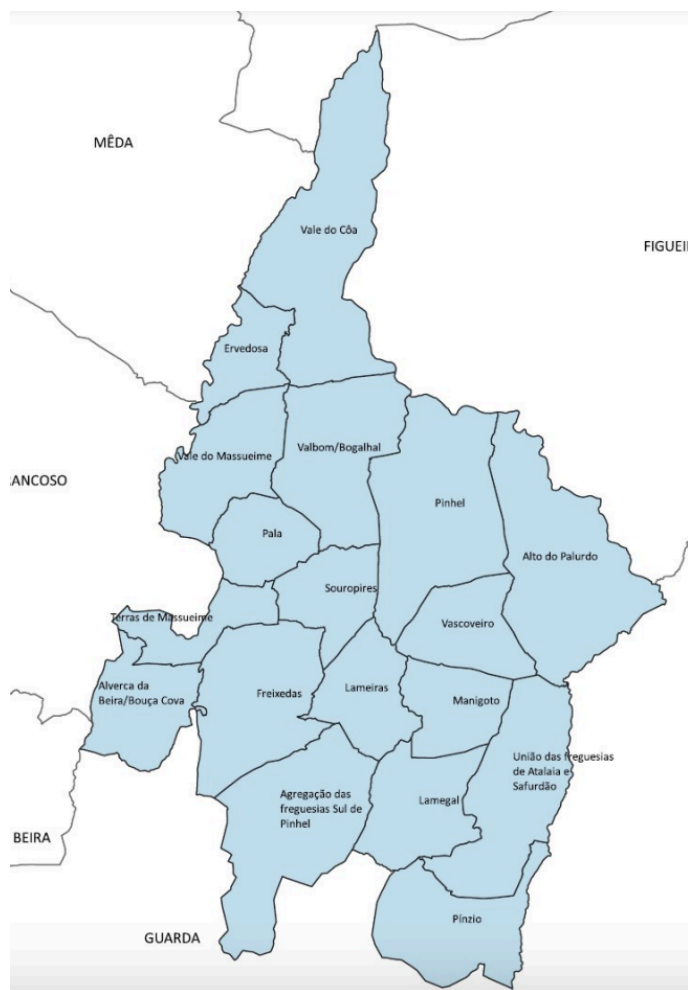 MÊDA
Vale do Côa
FIGUEI
Ervedosa
Valbom/Bogalhal
Vale do Massueime
ANCOSO
Pinhel
Pala
Alto do Palurdo
Souropires
Terras de Massueime
Vascoveiro
Alverca da
Beira/Bouça Cova
Freixedas
Lameiras
Manigoto
União das freguesias
de Atalaia e
Safurdão
Agregação das
freguesias Sul de
Pinhel
Lamegal
BEIRA
Pínzio
GUARDA